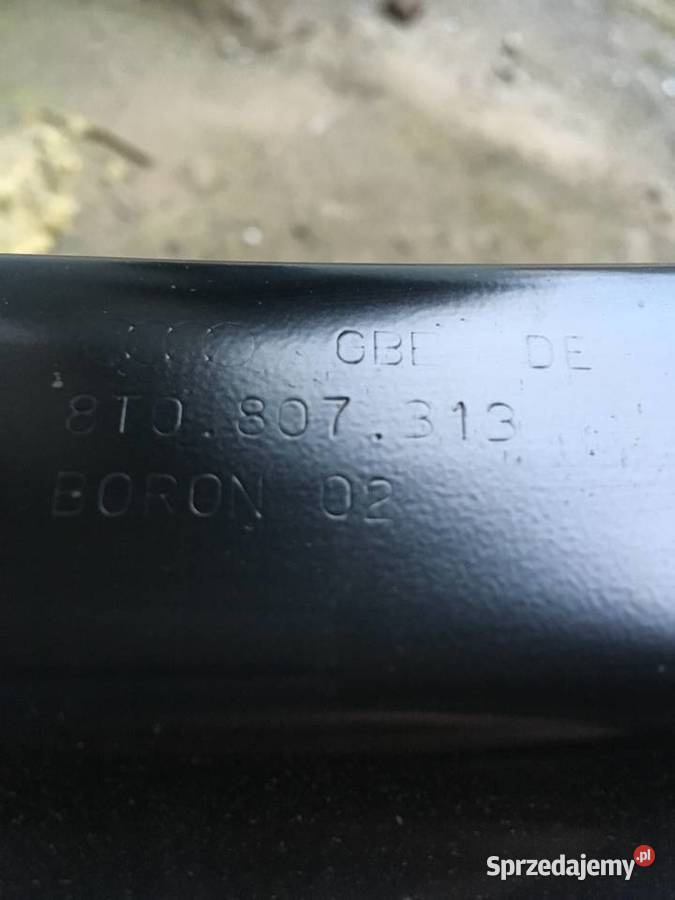 GBE DE
8T0.807.313
BORON 02
Sprzedajemy.pl